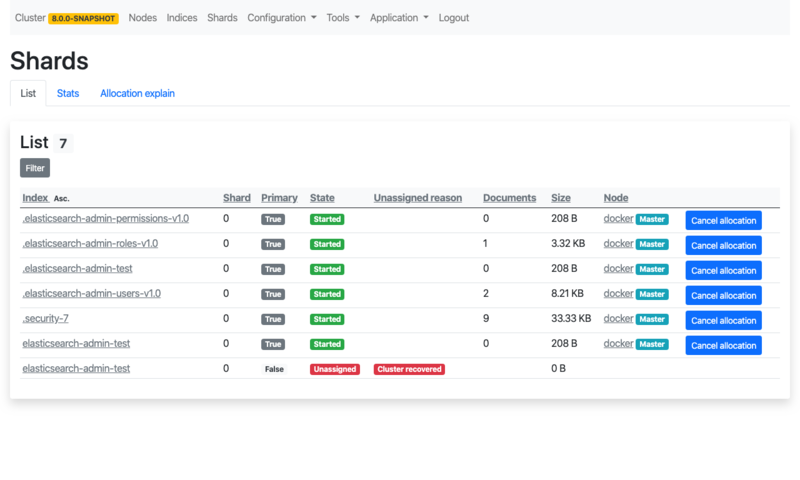 Cluster 8.0.0-SNAPSHOT Nodes Indices Shards Configuration Tools Application Logout
Shards
List Stats Allocation explain
List 7
Filter
Index Asc. Shard Primary State Unassigned reason Documents Size Node
.elasticsearch-admin-permissions-v1.0 0 True Started 0 208 B docker Master Cancel allocation
.elasticsearch-admin-roles-v1.0 0 True Started 1 3.32 KB docker Master Cancel allocation
.elasticsearch-admin-test 0 True Started 0 208 B docker Master Cancel allocation
.elasticsearch-admin-users-v1.0 0 True Started 2 8.21 KB docker Master Cancel allocation
.security-7 0 True Started 9 33.33 KB docker Master Cancel allocation
elasticsearch-admin-test 0 True Started 0 208 B docker Master Cancel allocation
elasticsearch-admin-test 0 False Unassigned Cluster recovered 0 B